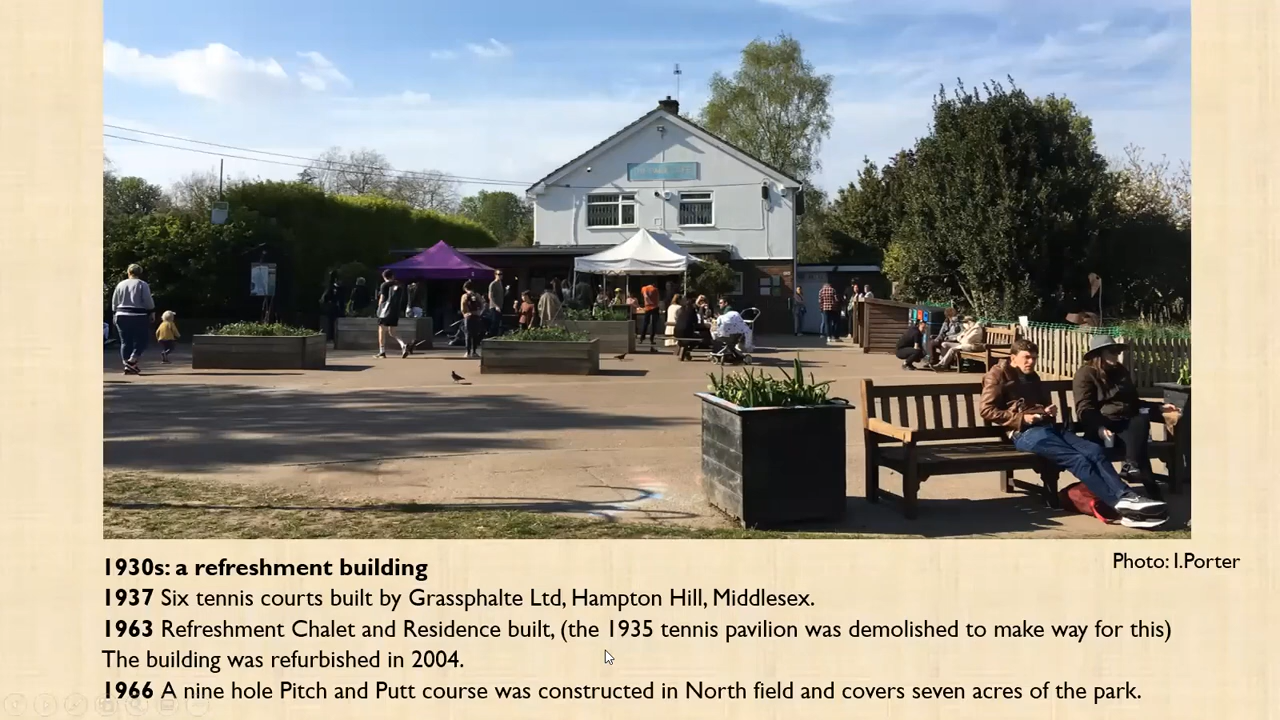 1930s: a refreshment building
Photo: I.Porter
1937 Six tennis courts built by Grassphalte Ltd, Hampton Hill, Middlesex.
1963 Refreshment Chalet and Residence built, (the 1935 tennis pavilion was demolished to make way for this)
The building was refurbished in 2004.
1966 A nine hole Pitch and Putt course was constructed in North field and covers seven acres of the park.